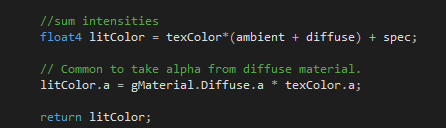 //sum intensities
float4 litColor = texColor*(ambient + diffuse) + spec;
// Common to take alpha from diffuse material.
litColor.a = gMaterial.Diffuse.a * texColor.a;
return litColor;